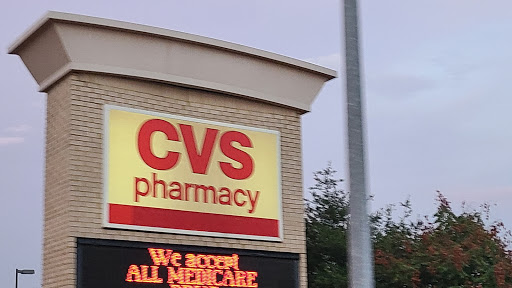 CVS
pharmacy
We accept
ALL MEDICARE